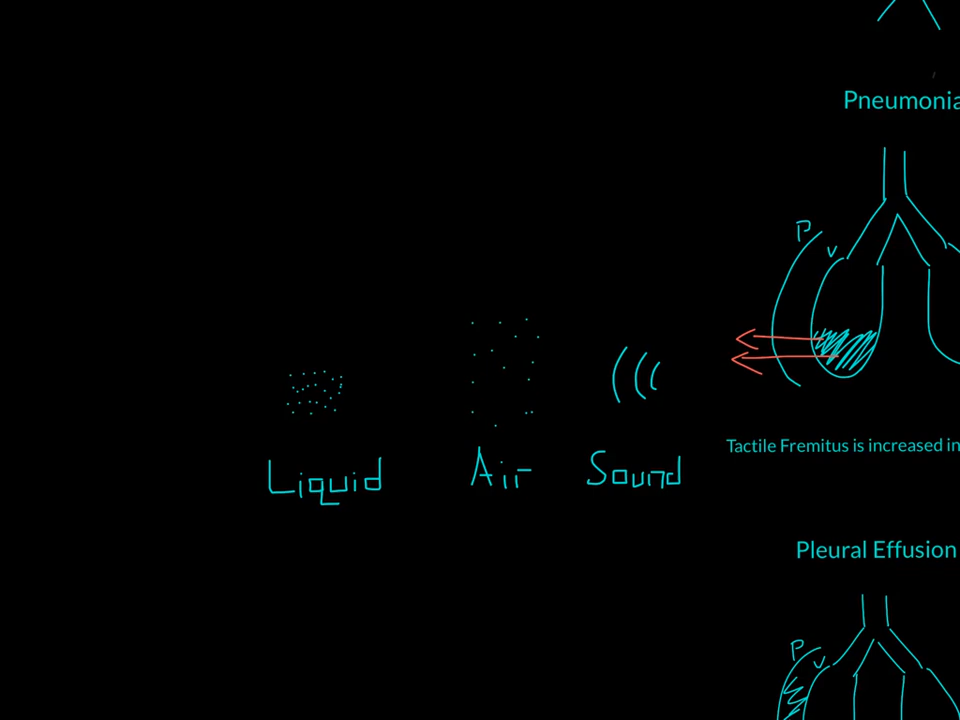 Pneumonia
P
V
Liquid
Air
Sound
Tactile Fremitus is increased in
Pleural Effusion
P
V